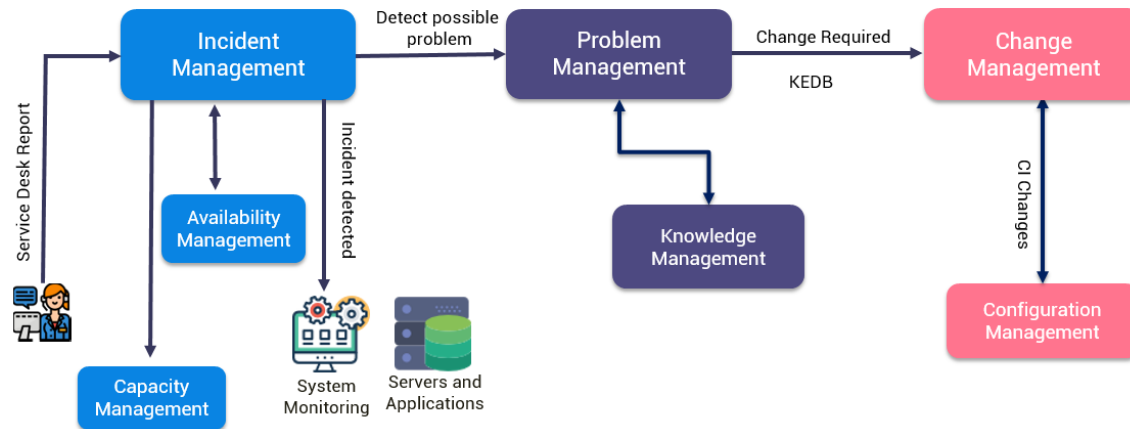 Incident
Management
Detect possible
problem
Problem
Management
Change Required
KEDB
Change
Management
Service Desk Report
Incident detected
Availability
Management
Knowledge
Management
CI Changes
Configuration
Management
Capacity
Management
System
Monitoring
Servers and
Applications